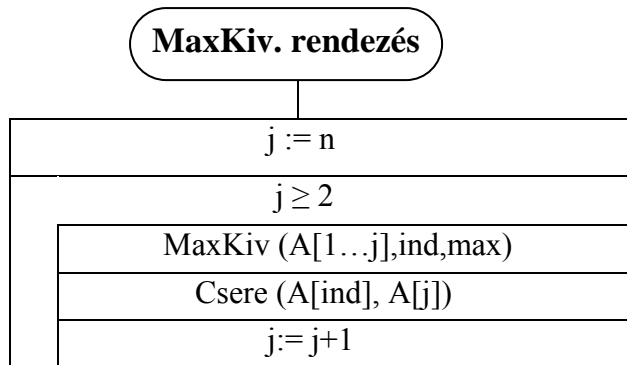 MaxKiv. rendezés
j := n
j ≥ 2
MaxKiv (A[1…j],ind,max)
Csere (A[ind], A[j])
j:= j+1